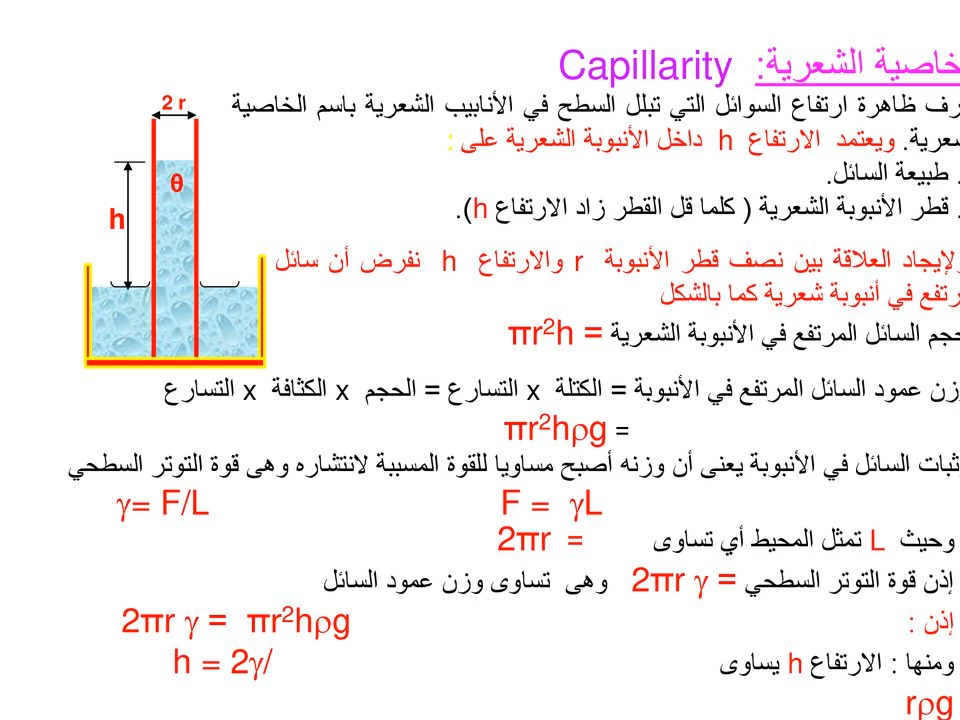 خاصية الشعرية: Capillarity
رف ظاهرة ارتفاع السوائل التي تبلل السطح في الأنابيب الشعرية باسم الخاصية
شعرية. ويعتمد الارتفاع h داخل الأنبوبة الشعرية على :
. طبيعة السائل.
. قطر الأنبوبة الشعرية ( كلما قل القطر زاد الارتفاع h).
ولإيجاد العلاقة بين نصف قطر الأنبوبة r والارتفاع h نفرض أن سائل
رتفع في أنبوبة شعرية كما بالشكل
حجم السائل المرتفع في الأنبوبة الشعرية = πr²h
وزن عمود السائل المرتفع في الأنبوبة = الكتلة x التسارع = الحجم x الكثافة x التسارع
= πr²hρg
ثبات السائل في الأنبوبة يعنى أن وزنه أصبح مساويا للقوة المسببة لانتشاره وهى قوة التوتر السطحي
F = γL γ= F/L
وحيث L تمثل المحيط أي تساوى = 2πr
إذن قوة التوتر السطحي = 2πr γ وهى تساوى وزن عمود السائل
إذن : 2πr γ = πr²hρg
ومنها : الارتفاع h يساوى h = 2γ/
rρg
2 r
θ
h